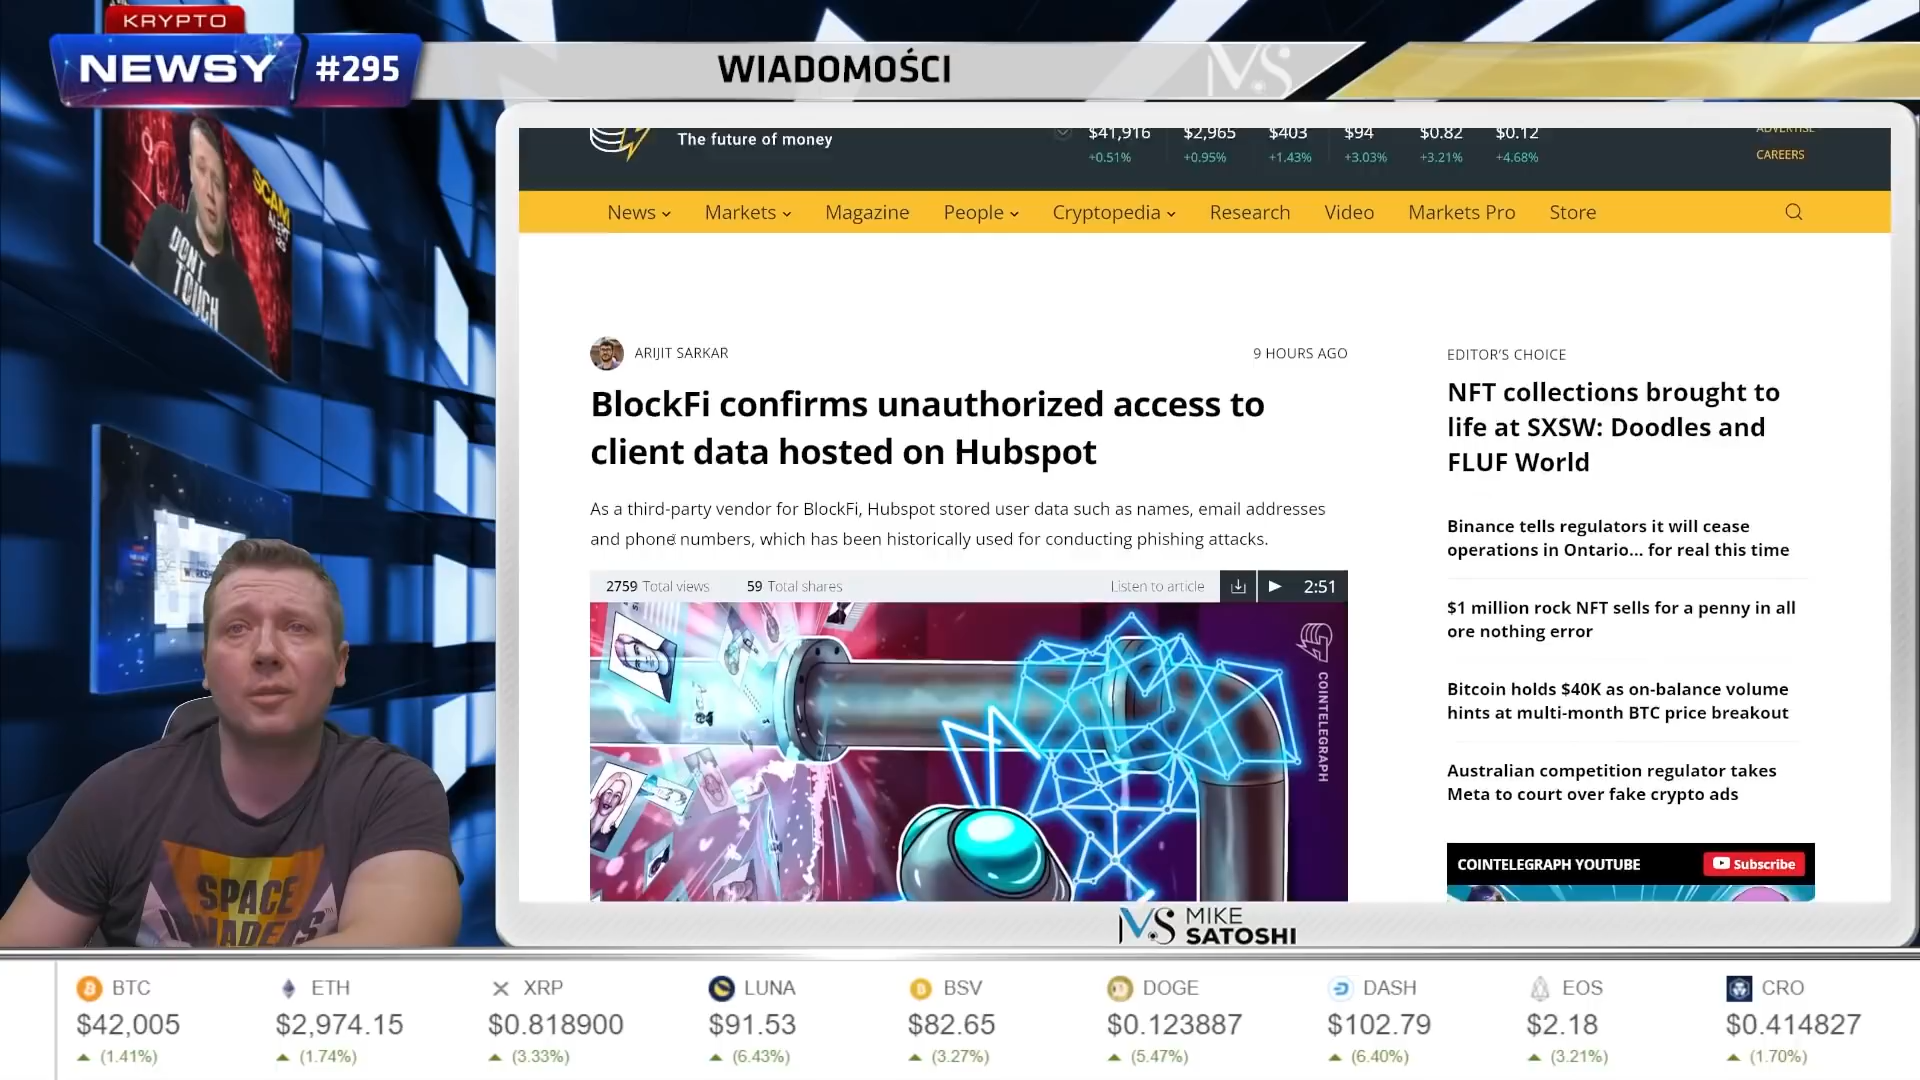 KRYPTO
NEWSY #295
WIADOMOŚCI
MS
SCAM
ALERT
DON'T
TOUCH
The future of money
$41,916 $2,965 $403 $94 $0.82 $0.12
+0.51% +0.95% +1.43% +3.03% +3.21% +4.68%
ADVERTISE
CAREERS
News Markets Magazine People Cryptopedia Research Video Markets Pro Store
ARIJIT SARKAR
9 HOURS AGO
BlockFi confirms unauthorized access to
client data hosted on Hubspot
As a third-party vendor for BlockFi, Hubspot stored user data such as names, email addresses
and phone numbers, which has been historically used for conducting phishing attacks.
2759 Total views 59 Total shares Listen to article 2:51
COINTELEGRAPH
EDITOR'S CHOICE
NFT collections brought to
life at SXSW: Doodles and
FLUF World
Binance tells regulators it will cease
operations in Ontario... for real this time
$1 million rock NFT sells for a penny in all
ore nothing error
Bitcoin holds $40K as on-balance volume
hints at multi-month BTC price breakout
Australian competition regulator takes
Meta to court over fake crypto ads
COINTELEGRAPH YOUTUBE Subscribe
SPACE
INVADERS
MS MIKE
SATOSHI
BTC ETH XRP LUNA BSV DOGE DASH EOS CRO
$42,005 $2,974.15 $0.818900 $91.53 $82.65 $0.123887 $102.79 $2.18 $0.414827
(1.41%) (1.74%) (3.33%) (6.43%) (3.27%) (5.47%) (6.40%) (3.21%) (1.70%)